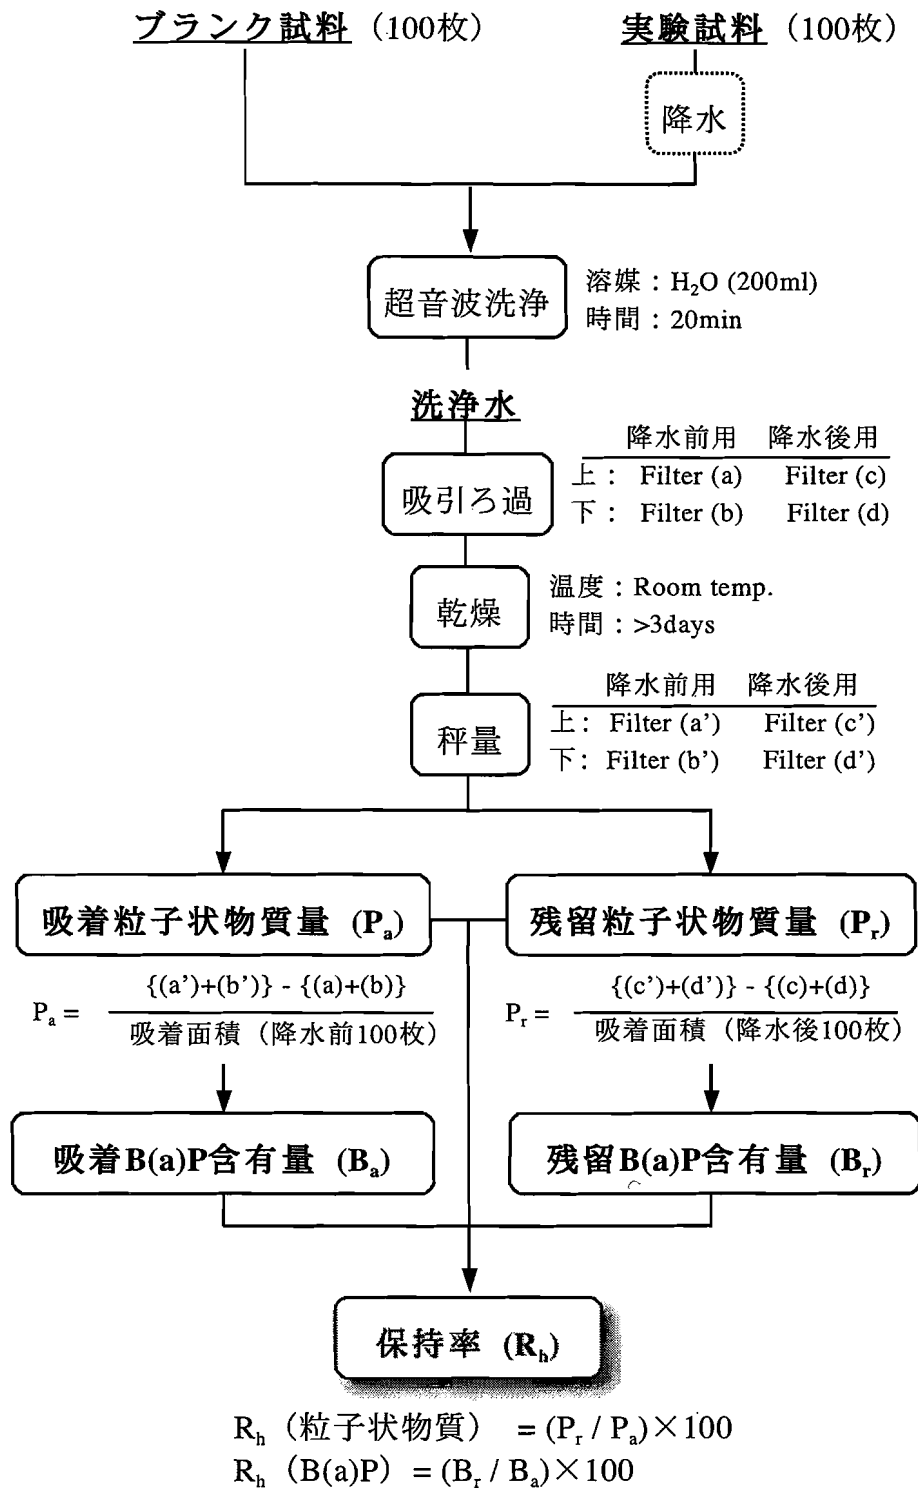 ブランク試料（100枚） 実験試料（100枚）
降水
超音波洗浄
溶媒：H₂O (200ml)
時間：20min
洗浄水
吸引ろ過
降水前用 降水後用
上： Filter (a) Filter (c)
下： Filter (b) Filter (d)
乾燥
温度：Room temp.
時間：>3days
秤量
降水前用 降水後用
上： Filter (a’) Filter (c’)
下： Filter (b’) Filter (d’)
吸着粒子状物質量 (Pₐ) 残留粒子状物質量 (Pᵣ)
{(a’)+(b’)} - {(a)+(b)}
Pₐ =
吸着面積（降水前100枚）
{(c’)+(d’)} - {(c)+(d)}
Pᵣ =
吸着面積（降水後100枚）
吸着B(a)P含有量 (Bₐ) 残留B(a)P含有量 (Bᵣ)
保持率 (Rₕ)
Rₕ（粒子状物質） = (Pᵣ / Pₐ)×100
Rₕ（B(a)P） = (Bᵣ / Bₐ)×100